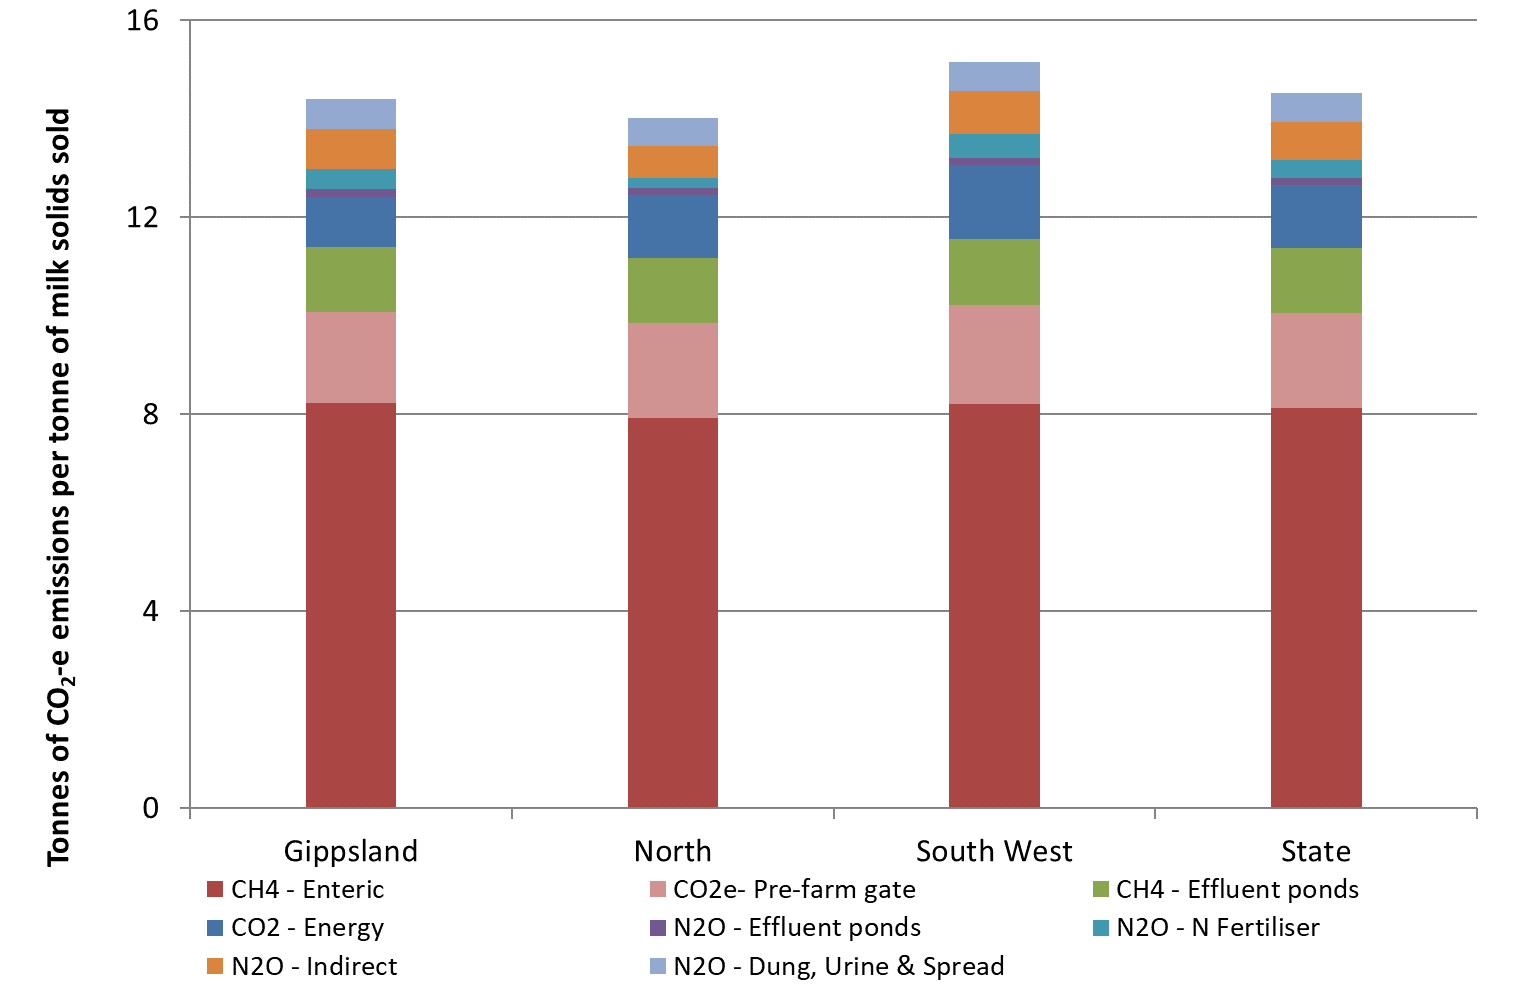 Tonnes of CO2-e emissions per tonne of milk solids sold
16
12
8
4
0
Gippsland North South West State
CH4 - Enteric CO2e- Pre-farm gate CH4 - Effluent ponds
CO2 - Energy N2O - Effluent ponds N2O - N Fertiliser
N2O - Indirect N2O - Dung, Urine & Spread